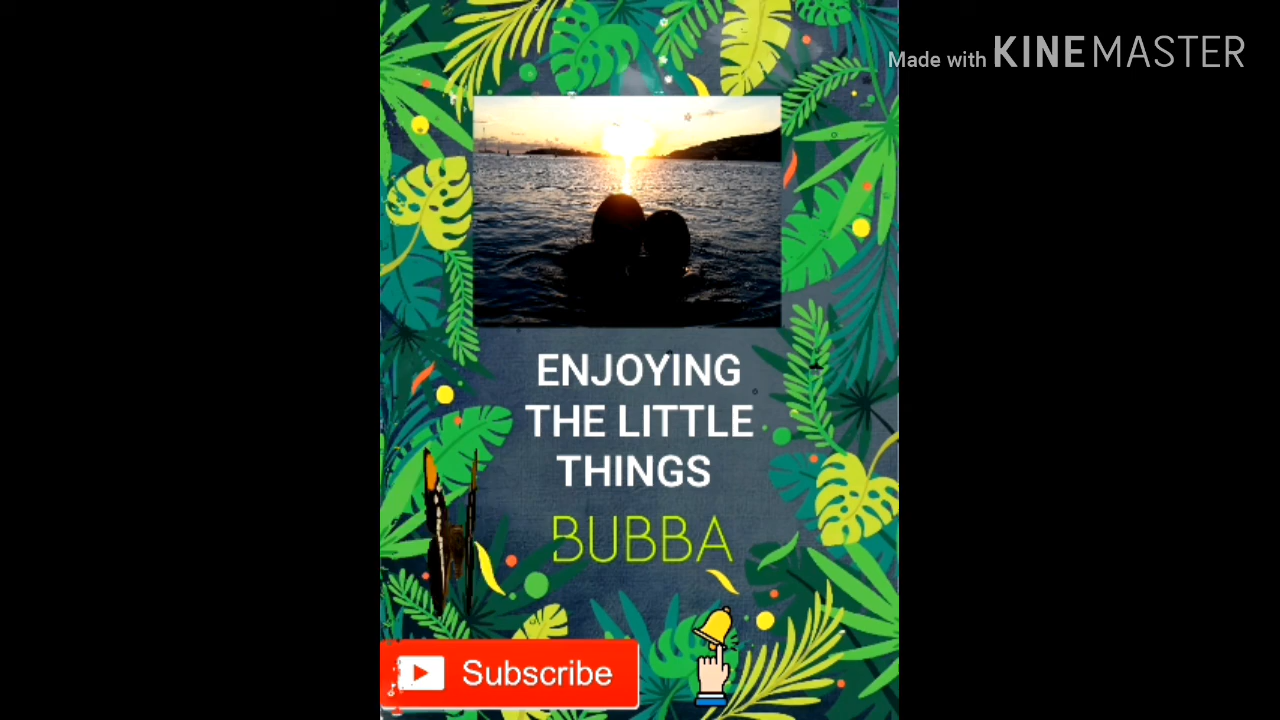 Made with KINEMASTER
ENJOYING
THE LITTLE
THINGS
BUBBA
Subscribe